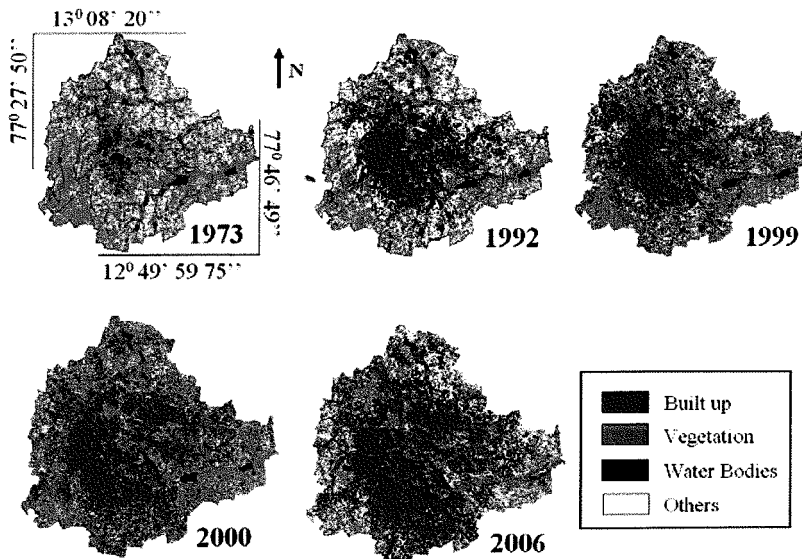 13⁰ 08’ 20’’
77⁰ 27’ 50’’
N
77⁰ 46’ 49’’
1973
12⁰ 49’ 59 75’’
1992
1999
2000
2006
Built up
Vegetation
Water Bodies
Others